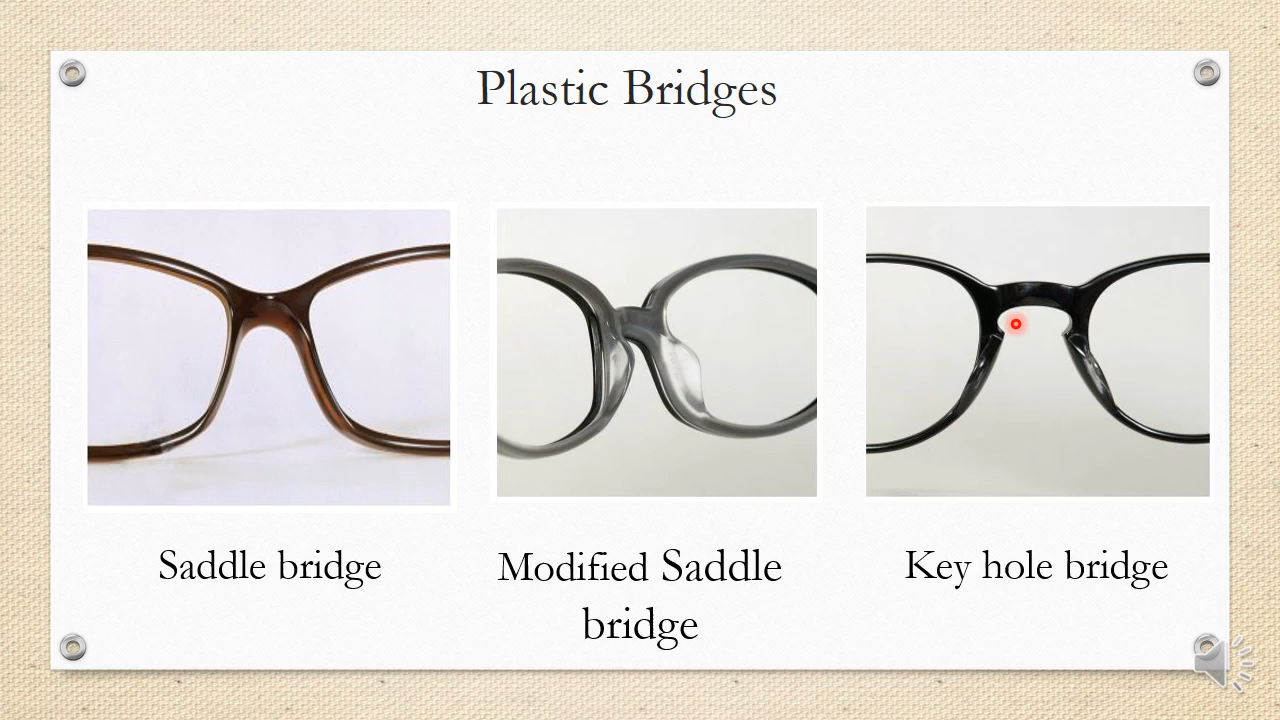 Plastic Bridges
Saddle bridge
Modified Saddle
bridge
Key hole bridge